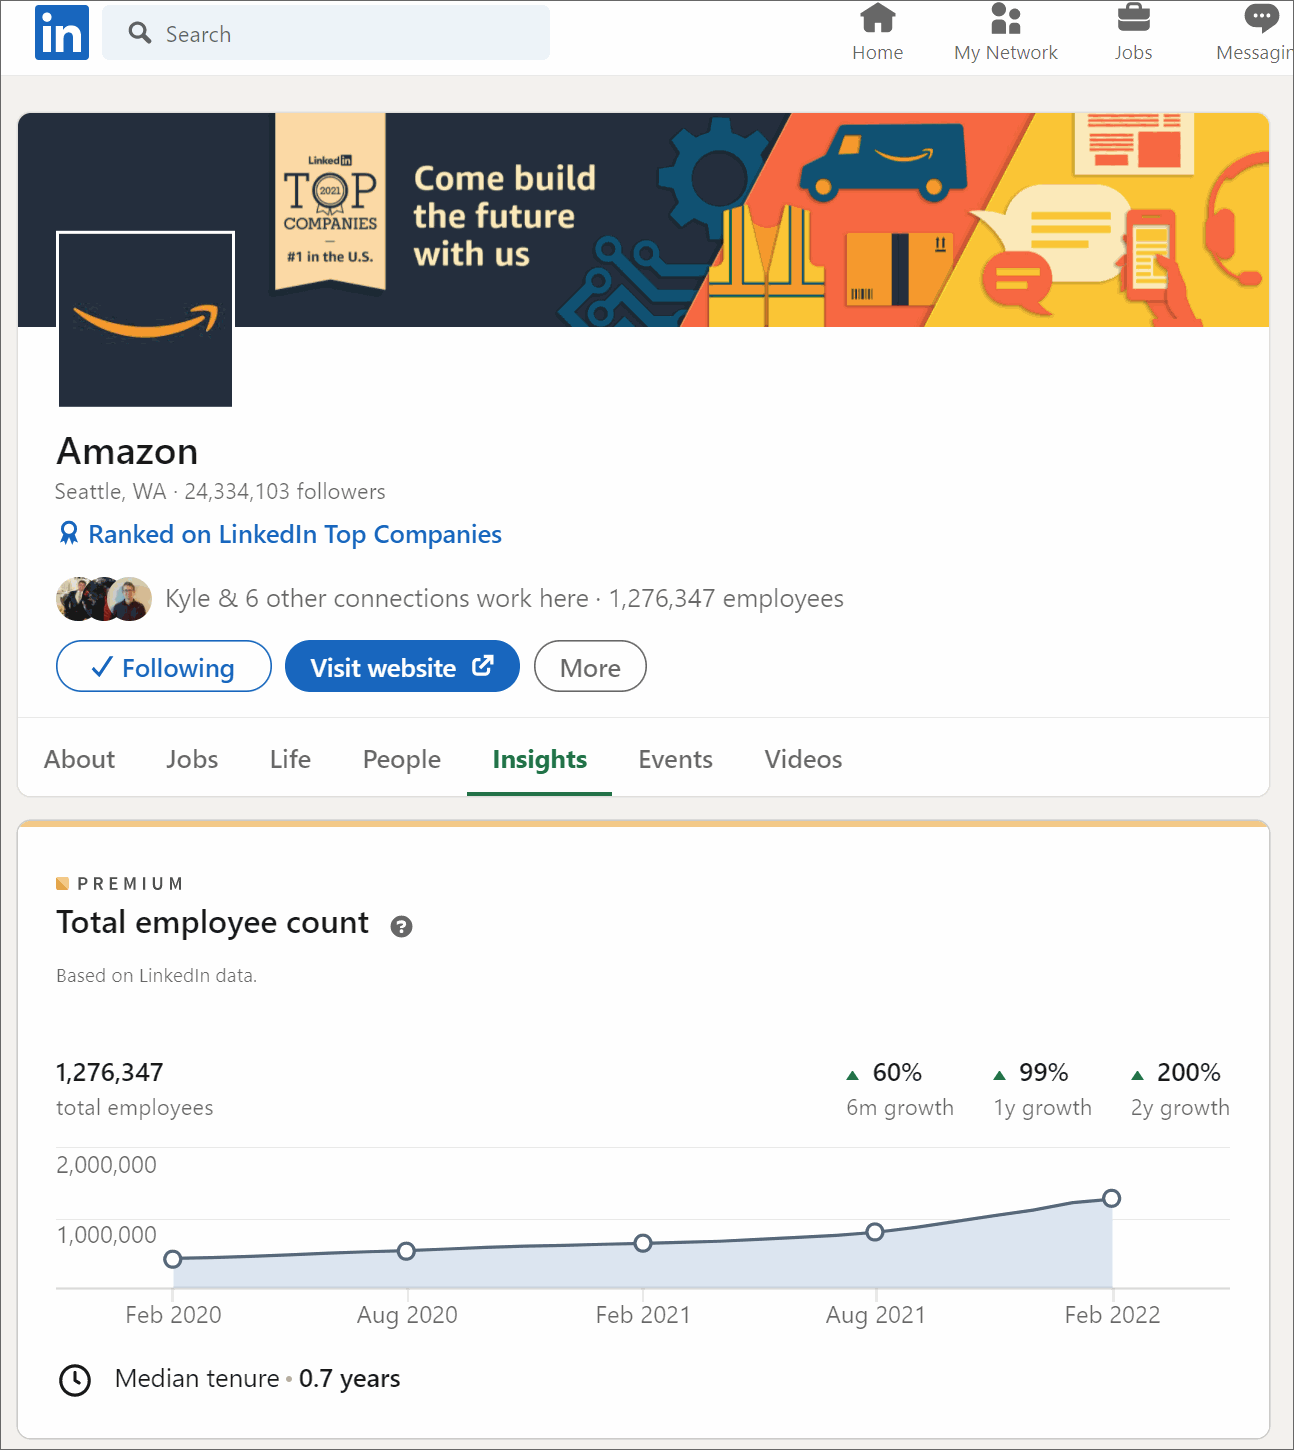 in Search
Home My Network Jobs Messagin
Linked in
TOP
2021
COMPANIES
#1 in the U.S.
Come build
the future
with us
Amazon
Seattle, WA · 24,334,103 followers
Ranked on LinkedIn Top Companies
Kyle & 6 other connections work here · 1,276,347 employees
Following Visit website More
About Jobs Life People Insights Events Videos
PREMIUM
Total employee count ?
Based on LinkedIn data.
1,276,347 60% 99% 200%
total employees 6m growth 1y growth 2y growth
2,000,000
1,000,000
Feb 2020 Aug 2020 Feb 2021 Aug 2021 Feb 2022
Median tenure • 0.7 years